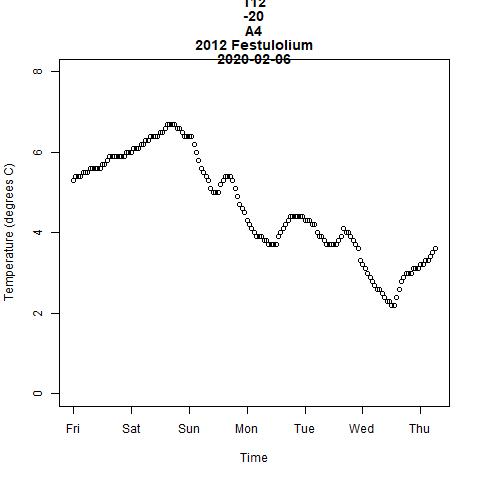 T12
-20
A4
2012 Festulolium
2020-02-06
8
6
4
2
0
Temperature (degrees C)
Fri Sat Sun Mon Tue Wed Thu
Time